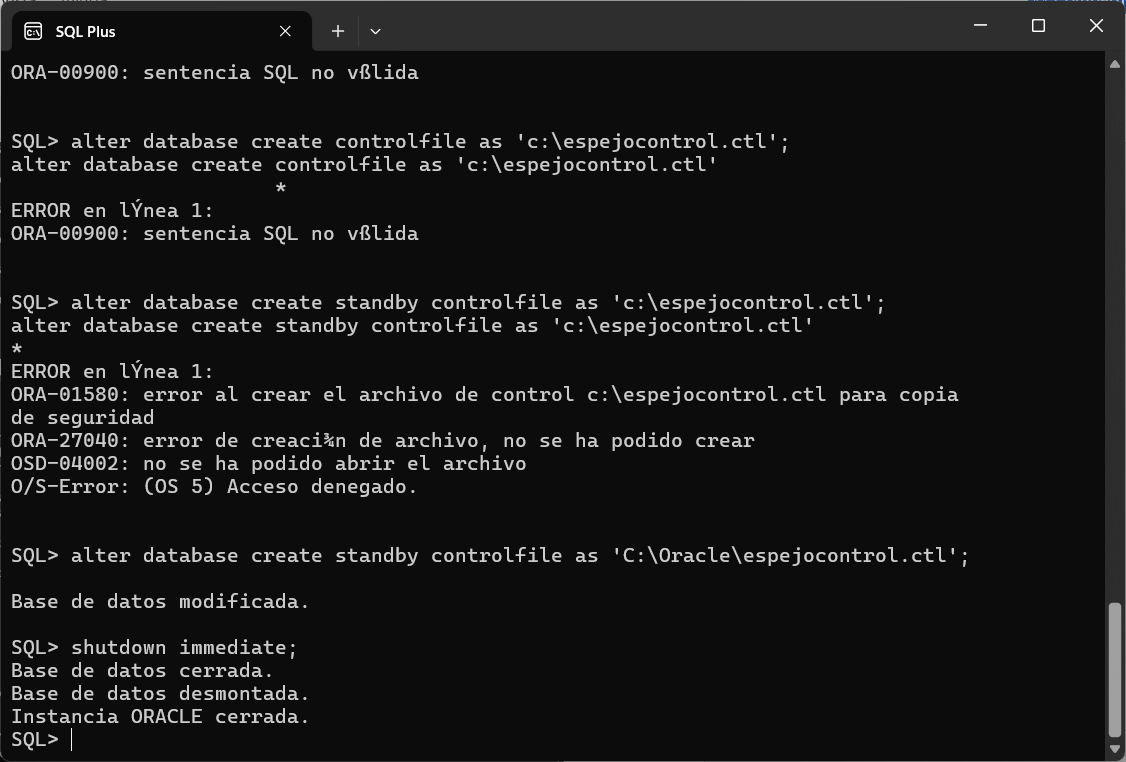 SQL Plus
ORA-00900: sentencia SQL no vßlida
SQL> alter database create controlfile as 'c:\espejocontrol.ctl';
alter database create controlfile as 'c:\espejocontrol.ctl'
*
ERROR en lÝnea 1:
ORA-00900: sentencia SQL no vßlida
SQL> alter database create standby controlfile as 'c:\espejocontrol.ctl';
alter database create standby controlfile as 'c:\espejocontrol.ctl'
*
ERROR en lÝnea 1:
ORA-01580: error al crear el archivo de control c:\espejocontrol.ctl para copia
de seguridad
ORA-27040: error de creaci¾n de archivo, no se ha podido crear
OSD-04002: no se ha podido abrir el archivo
O/S-Error: (OS 5) Acceso denegado.
SQL> alter database create standby controlfile as 'C:\Oracle\espejocontrol.ctl';
Base de datos modificada.
SQL> shutdown immediate;
Base de datos cerrada.
Base de datos desmontada.
Instancia ORACLE cerrada.
SQL>